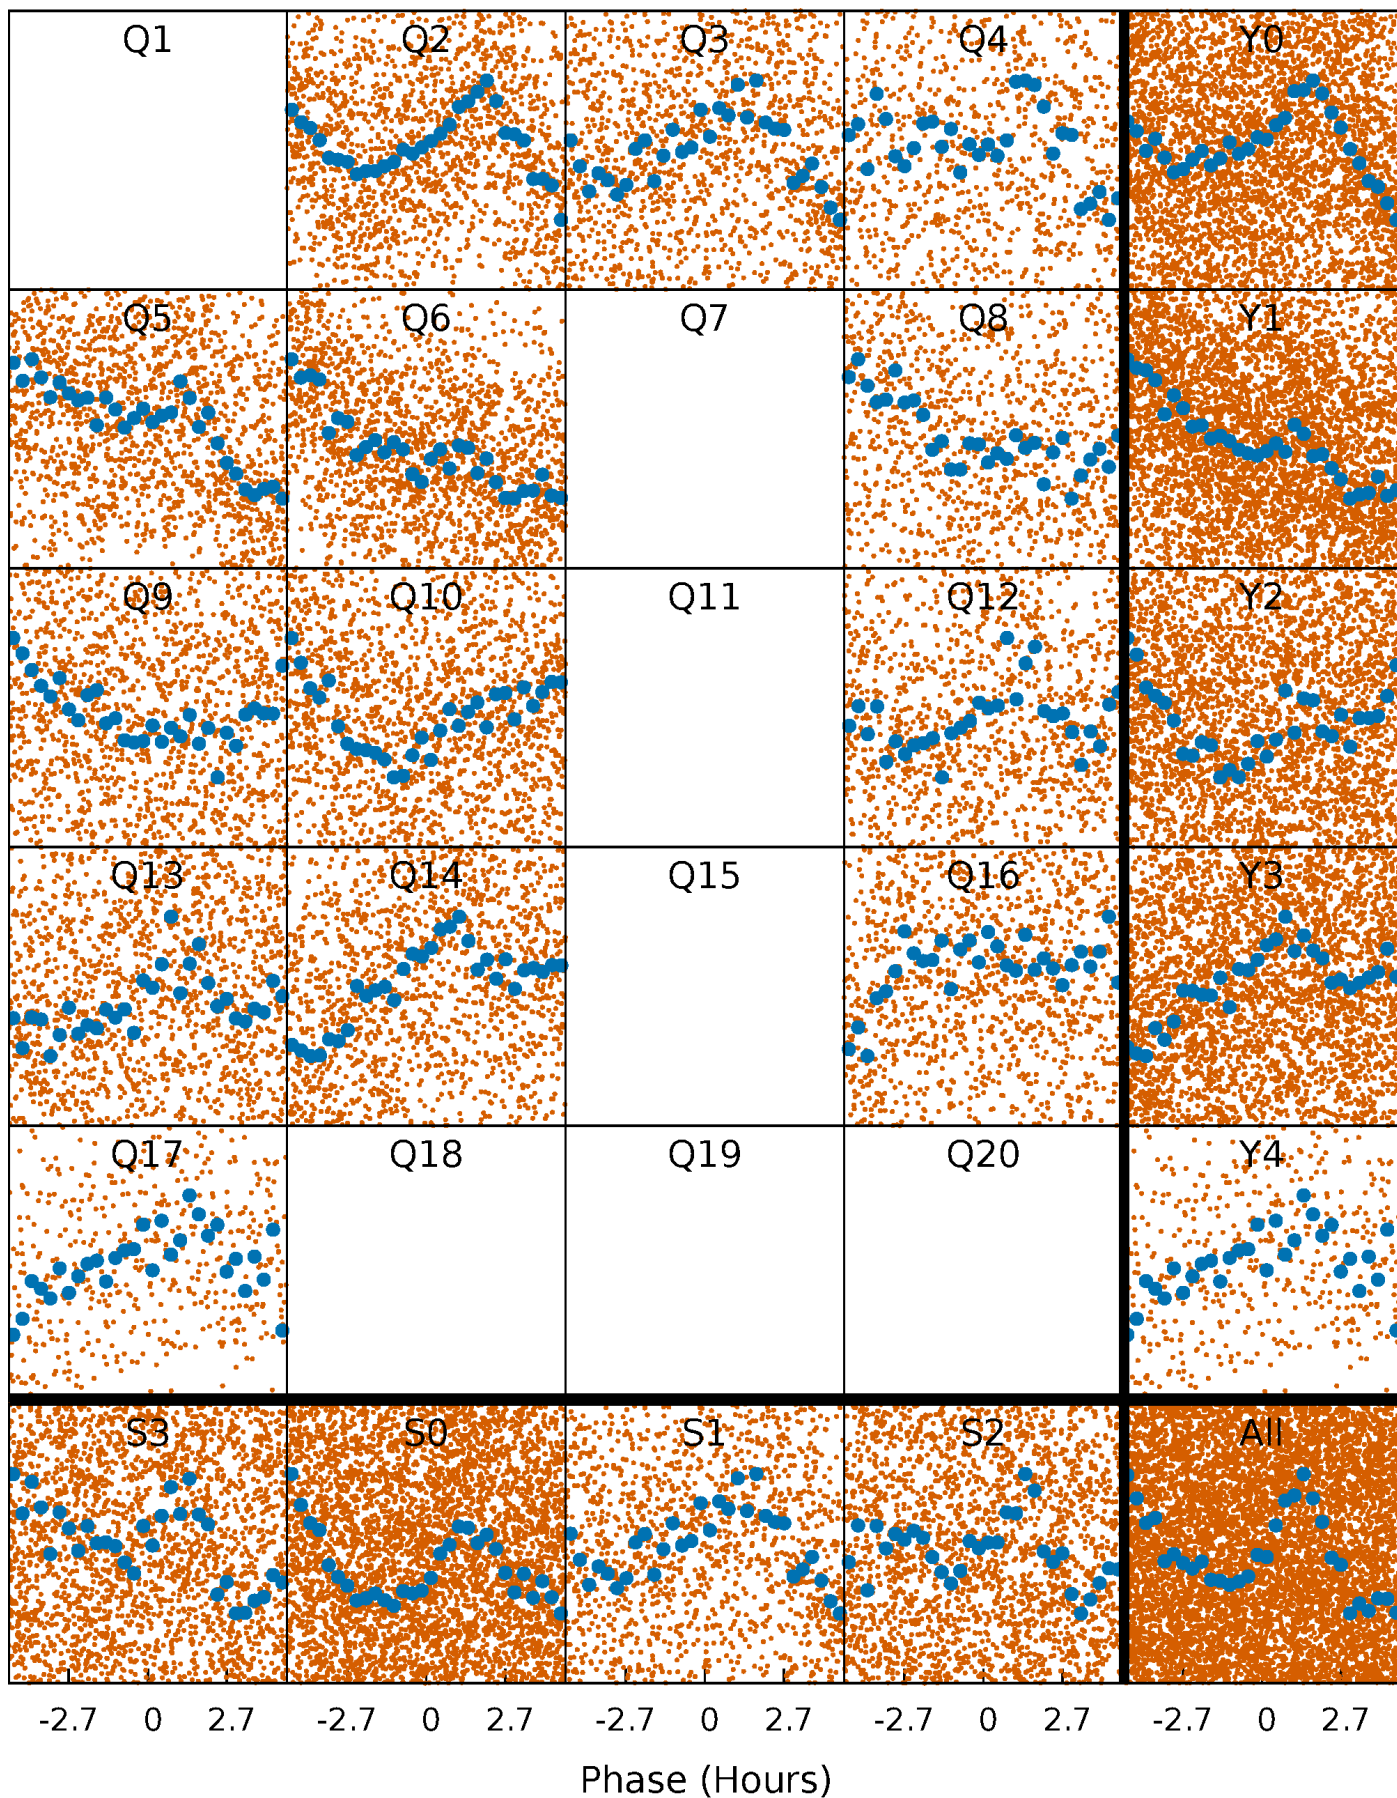 Q1 Q2 Q3 Q4 Y0
Q5 Q6 Q7 Q8 Y1
Q9 Q10 Q11 Q12 Y2
Q13 Q14 Q15 Q16 Y3
Q17 Q18 Q19 Q20 Y4
S3 S0 S1 S2 All
-2.7 0 2.7 -2.7 0 2.7 -2.7 0 2.7 -2.7 0 2.7 -2.7 0 2.7
Phase (Hours)